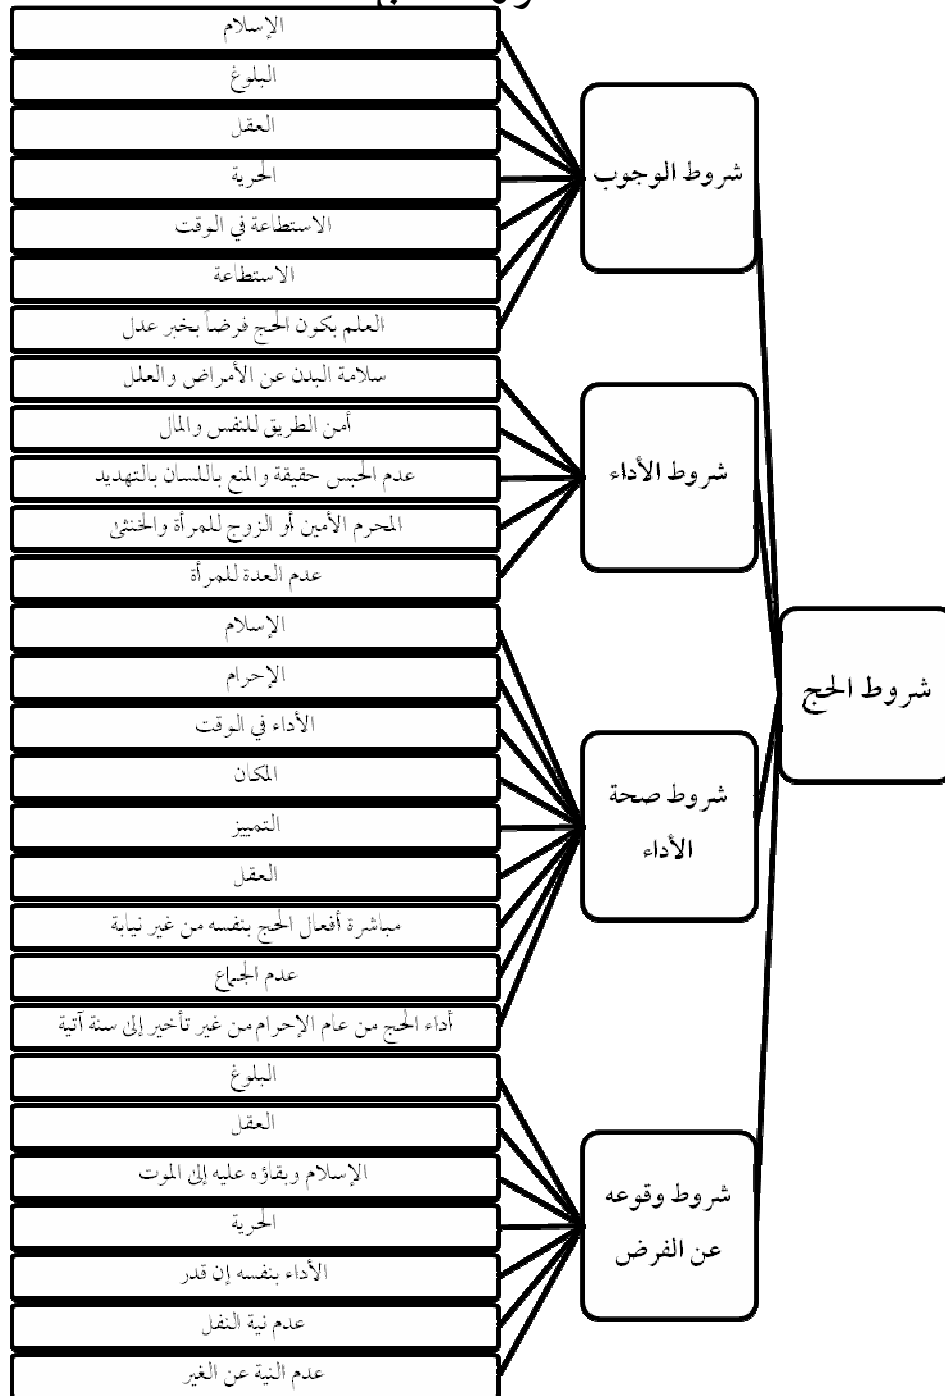 شروط الحج
شروط الوجوب
الإسلام
البلوغ
العقل
الحرية
الاستطاعة في الوقت
الاستطاعة
العلم بكون الحج فرضاً بخبر عدل
شروط الأداء
سلامة البدن عن الأمراض والعلل
أمن الطريق للنفس والمال
عدم الحبس حقيقة والمنع باللسان بالتهديد
المحرم الأمين أو الزوج للمرأة والخنثى
عدم العدة للمرأة
شروط صحة
الأداء
الإسلام
الإحرام
الأداء في الوقت
المكان
التمييز
العقل
مباشرة أفعال الحج بنفسه من غير نيابة
عدم الجماع
أداء الحج من عام الإحرام من غير تأخير إلى سنة آتية
شروط وقوعه
عن الفرض
البلوغ
العقل
الإسلام وبقاؤه عليه إلى الموت
الحرية
الأداء بنفسه إن قدر
عدم نية النفل
عدم النية عن الغير